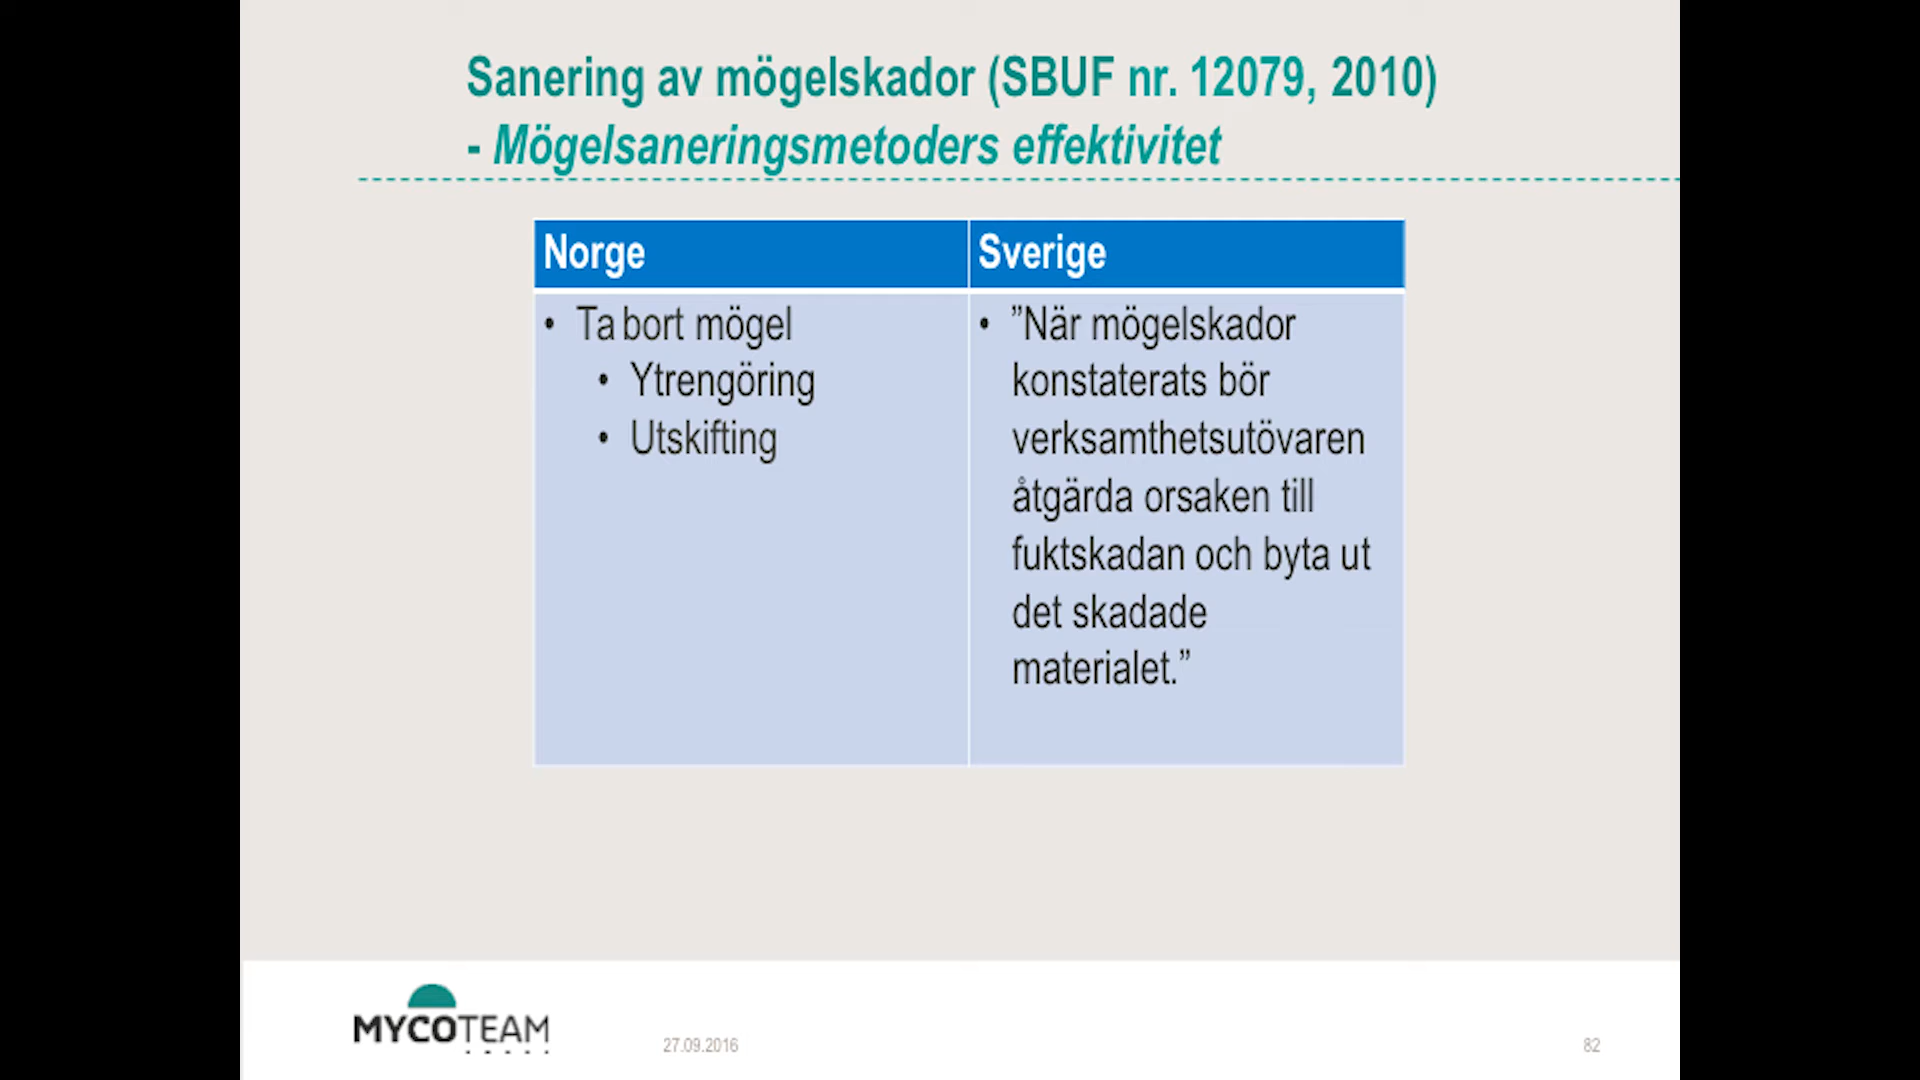 Sanering av mögelskador (SBUF nr. 12079, 2010)
- Mögelsaneringsmetoders effektivitet
Norge
• Ta bort mögel
• Ytrengöring
• Utskifting
Sverige
• ”När mögelskador
konstaterats bör
verksamthetsutövaren
åtgärda orsaken till
fuktskadan och byta ut
det skadade
materialet.”
MYCOTEAM
27.09.2016
82